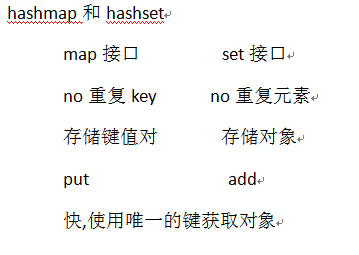 hashmap 和 hashset
map 接口 set 接口
no 重复 key no 重复元素
存储键值对 存储对象
put add
快,使用唯一的键获取对象